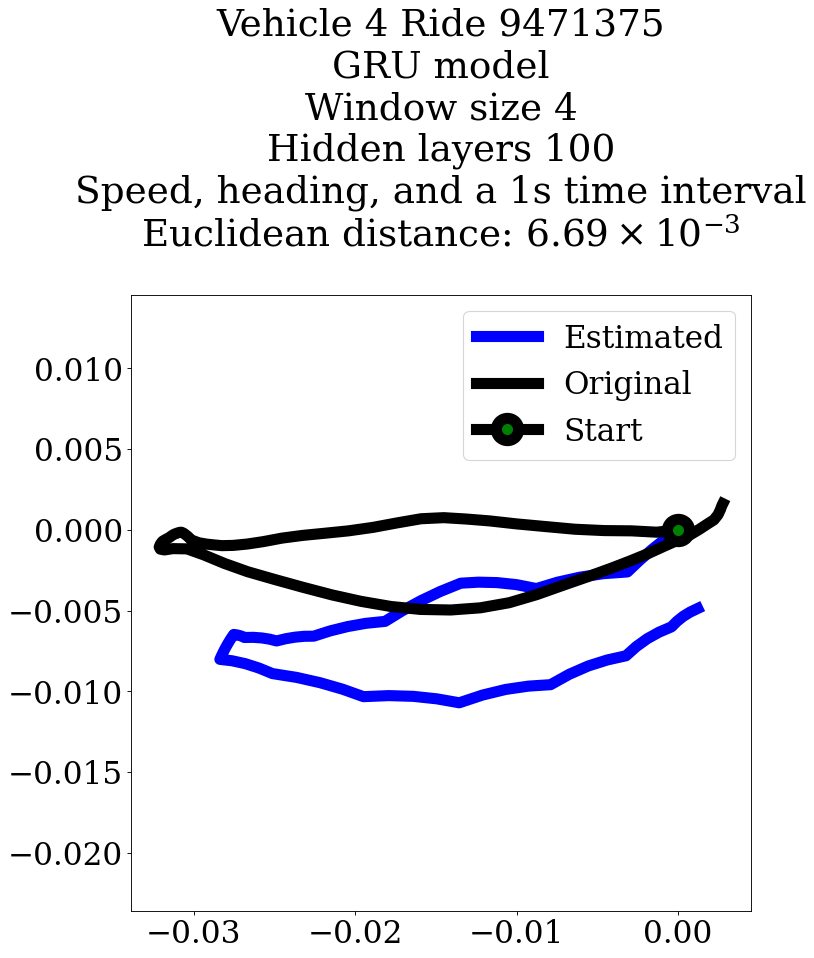 Vehicle 4 Ride 9471375
GRU model
Window size 4
Hidden layers 100
Speed, heading, and a 1s time interval
Euclidean distance: 6.69 × 10⁻³
Estimated
Original
Start
0.010
0.005
0.000
−0.005
−0.010
−0.015
−0.020
−0.03 −0.02 −0.01 0.00